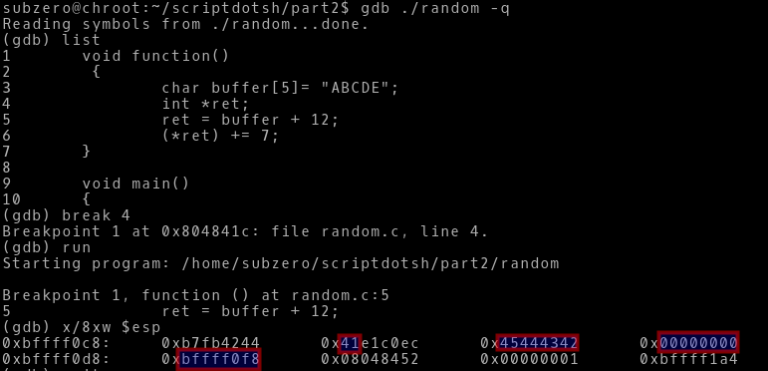 subzero@chroot:~/scriptdotsh/part2$ gdb ./random -q
Reading symbols from ./random...done.
(gdb) list
1       void function()
2        {
3               char buffer[5]= "ABCDE";
4               int *ret;
5               ret = buffer + 12;
6               (*ret) += 7;
7       }
8
9       void main()
10      {
(gdb) break 4
Breakpoint 1 at 0x804841c: file random.c, line 4.
(gdb) run
Starting program: /home/subzero/scriptdotsh/part2/random
Breakpoint 1, function () at random.c:5
5               ret = buffer + 12;
(gdb) x/8xw $esp
0xbffff0c8:     0xb7fb4244      0x41e1c0ec      0x45444342      0x00000000
0xbffff0d8:     0xbffff0f8      0x08048452      0x00000001      0xbffff1a4